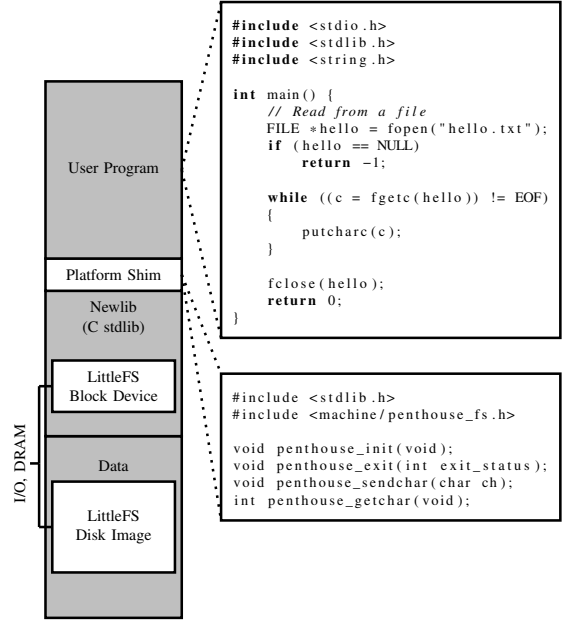 User Program
Platform Shim
Newlib
(C stdlib)
LittleFS
Block Device
Data
LittleFS
Disk Image
I/O, DRAM
#include <stdio.h>
#include <stdlib.h>
#include <string.h>
int main() {
// Read from a file
FILE *hello = fopen("hello.txt");
if (hello == NULL)
return -1;
while ((c = fgetc(hello)) != EOF)
{
putcharc(c);
}
fclose(hello);
return 0;
}
#include <stdlib.h>
#include <machine/penthouse_fs.h>
void penthouse_init(void);
void penthouse_exit(int exit_status);
void penthouse_sendchar(char ch);
int penthouse_getchar(void);